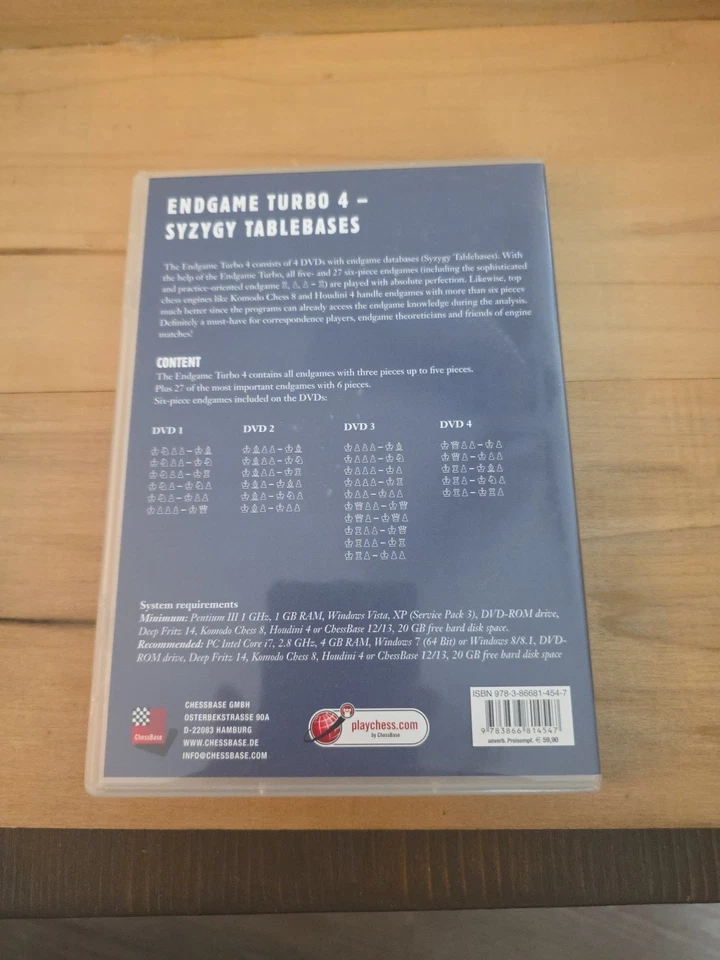 ENDGAME TURBO 4 –
SYZYGY TABLEBASES
The Endgame Turbo 4 consists of 4 DVDs with endgame databases (Syzygy Tablebases). With
the help of the Endgame Turbo, all five- and 27 six-piece endgames (including the sophisticated
and practice-oriented endgame ♖, ♙, ♙ – ♖) are played with absolute perfection. Likewise, top
chess engines like Komodo Chess 8 and Houdini 4 handle endgames with more than six pieces
much better since the programs can already access the endgame knowledge during the analysis.
Definitely a must-have for correspondence players, endgame theoreticians and friends of engine
matches!
CONTENT
The Endgame Turbo 4 contains all endgames with three pieces up to five pieces.
Plus 27 of the most important endgames with 6 pieces.
Six-piece endgames included on the DVDs:
DVD 1
♔♘♙♙–♔♗
♔♘♙♙–♔♘
♔♘♙♙–♔♖
♔♘♙–♔♘♙
♔♘♙–♔♙♙
♔♙♙♙–♔♕
DVD 2
♔♗♙♙–♔♗
♔♗♙♙–♔♘
♔♗♙♙–♔♖
♔♗♙–♔♗♙
♔♗♙–♔♘♙
♔♗♙–♔♙♙
DVD 3
♔♙♙♙–♔♗
♔♙♙♙–♔♘
♔♙♙♙–♔♙
♔♙♙♙–♔♖
♔♙♙–♔♙♙
♔♕♙♙–♔♕
♔♕♙–♔♕♙
♔♖♙♙–♔♕
♔♖♙♙–♔♖
♔♖♙–♔♙♙
DVD 4
♔♕♙♙–♔♙
♔♕♙–♔♙♙
♔♖♙–♔♗♙
♔♖♙–♔♘♙
♔♖♙–♔♖♙
System requirements
Minimum: Pentium III 1 GHz, 1 GB RAM, Windows Vista, XP (Service Pack 3), DVD-ROM drive,
Deep Fritz 14, Komodo Chess 8, Houdini 4 or ChessBase 12/13, 20 GB free hard disk space.
Recommended: PC Intel Core i7, 2.8 GHz, 4 GB RAM, Windows 7 (64 Bit) or Windows 8/8.1, DVD-
ROM drive, Deep Fritz 14, Komodo Chess 8, Houdini 4 or ChessBase 12/13, 20 GB free hard disk space
ChessBase
CHESSBASE GMBH
OSTERBEKSTRASSE 90A
D-22083 HAMBURG
WWW.CHESSBASE.DE
INFO@CHESSBASE.COM
playchess.com
by ChessBase
ISBN 978-3-86681-454-7
9 783866 814547
unverb. Preisempf. € 59,90